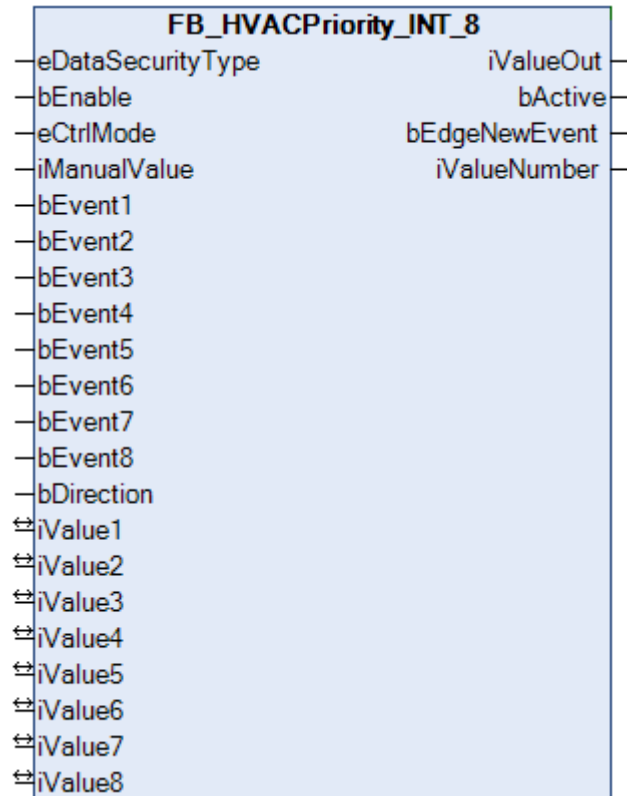 FB_HVACPriority_INT_8
eDataSecurityType iValueOut
bEnable bActive
eCtrlMode bEdgeNewEvent
iManualValue iValueNumber
bEvent1
bEvent2
bEvent3
bEvent4
bEvent5
bEvent6
bEvent7
bEvent8
bDirection
iValue1
iValue2
iValue3
iValue4
iValue5
iValue6
iValue7
iValue8